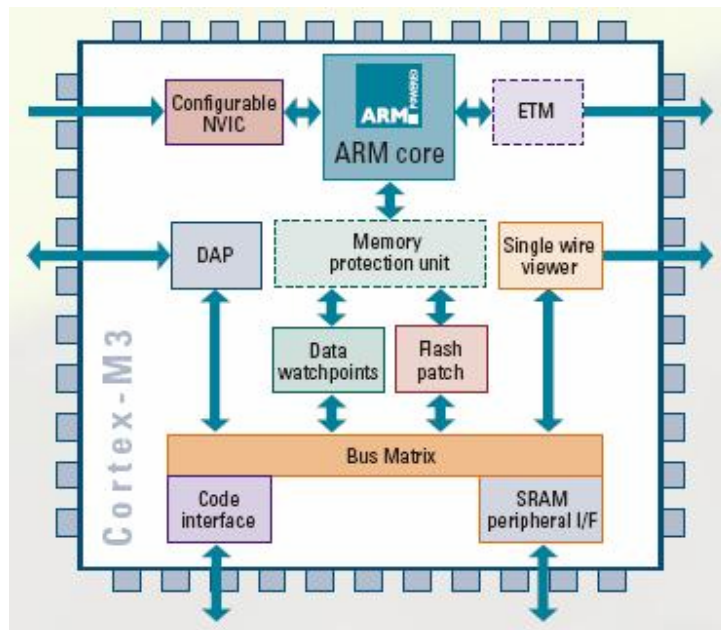 Configurable
NVIC
ARM POWERED
ARM core
ETM
DAP
Memory
protection unit
Single wire
viewer
Data
watchpoints
Flash
patch
Cortex-M3
Bus Matrix
Code
interface
SRAM
peripheral I/F